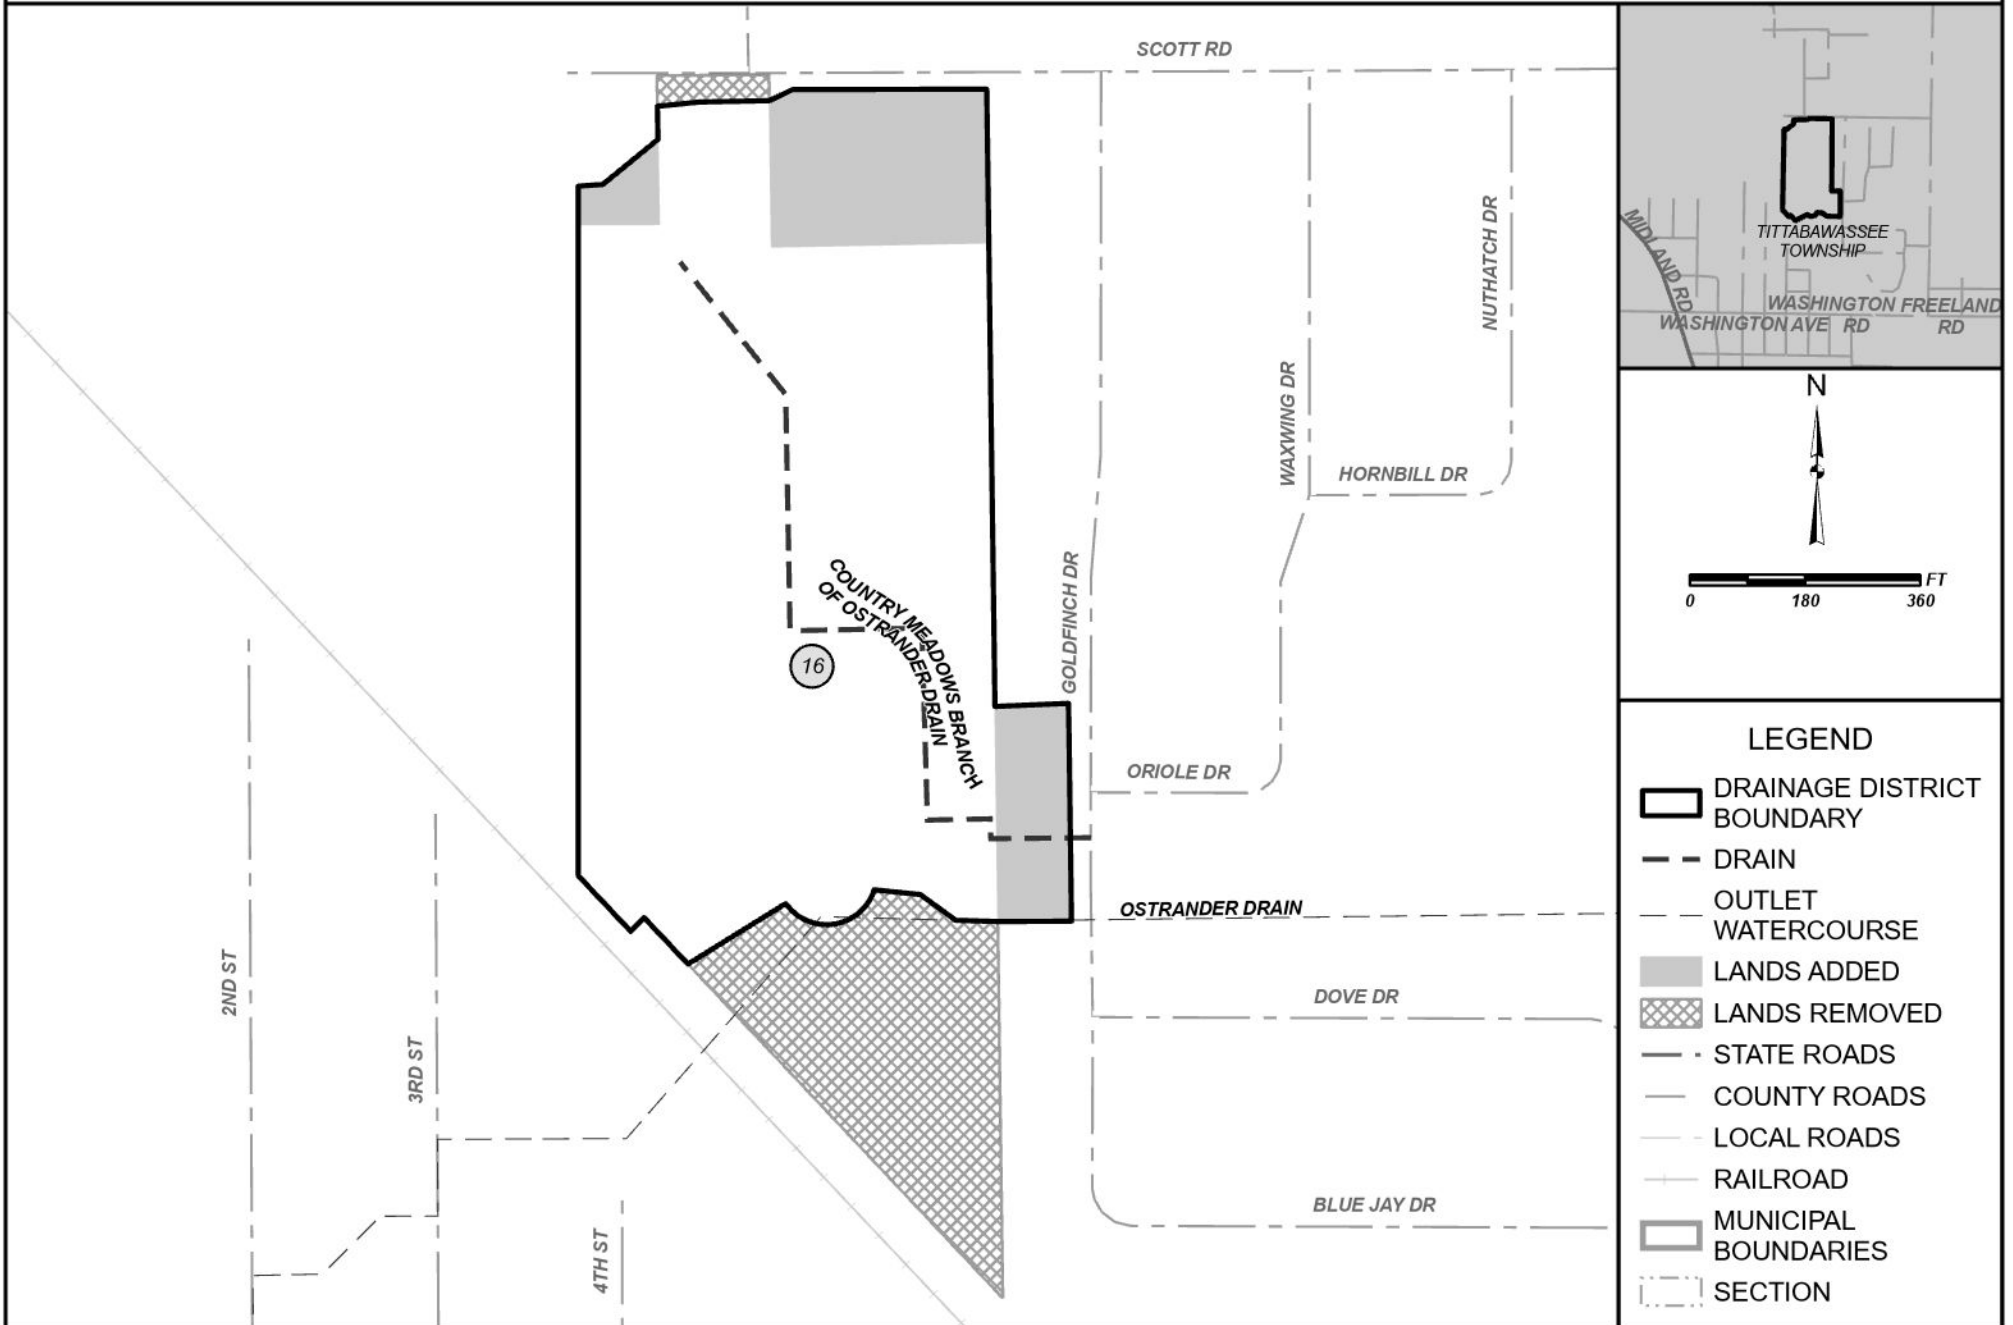 SCOTT RD
NUTHATCH DR
WAXWING DR
HORNBILL DR
GOLDFINCH DR
COUNTRY MEADOWS BRANCH
OF OSTRANDER DRAIN
16
ORIOLE DR
OSTRANDER DRAIN
2ND ST
DOVE DR
3RD ST
BLUE JAY DR
4TH ST
TITTABAWASSEE
TOWNSHIP
MIDLAND RD
WASHINGTON
RD
FREELAND
RD
WASHINGTON AVE
N
FT
0 180 360
LEGEND
DRAINAGE DISTRICT
BOUNDARY
DRAIN
OUTLET
WATERCOURSE
LANDS ADDED
LANDS REMOVED
STATE ROADS
COUNTY ROADS
LOCAL ROADS
RAILROAD
MUNICIPAL
BOUNDARIES
SECTION